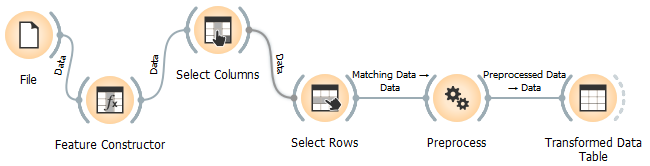 File
Data
Feature Constructor
Data
Select Columns
Data
Select Rows
Matching Data →
Data
Preprocess
Preprocessed Data
→ Data
Transformed Data
Table